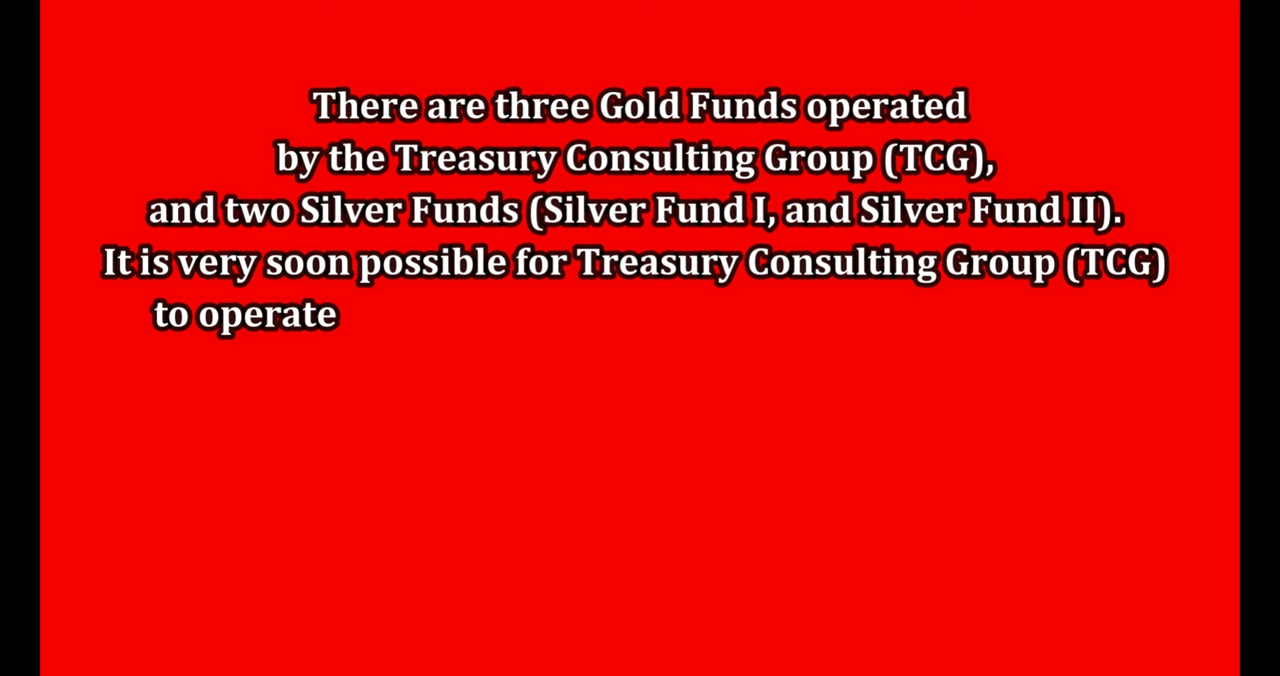 There are three Gold Funds operated
by the Treasury Consulting Group (TCG),
and two Silver Funds (Silver Fund I, and Silver Fund II).
It is very soon possible for Treasury Consulting Group (TCG)
to operate